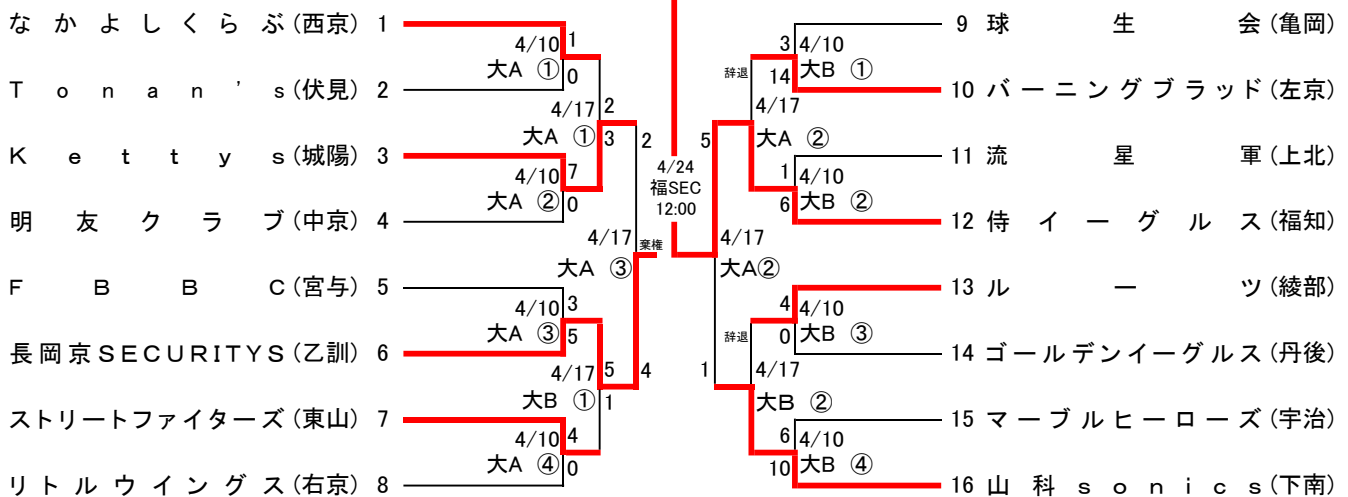 なかよしくらぶ(西京) 1
4/10 1
大A ① 0
Tonan's(伏見) 2
4/17 2
大A ① 3
2
Kettys(城陽) 3
4/10 7
大A ② 0
明友クラブ(中京) 4
4/17 棄権
大A ③
FBBC(宮与) 5
4/10 3
大A ③ 5
長岡京SECURITYS(乙訓) 6
4/17 5
大B ① 1
4
ストリートファイターズ(東山) 7
4/10 4
大A ④ 0
リトルウイングス(右京) 8
4/24
福SEC
12:00
9 球生会(亀岡)
3 4/10
14 大B ①
10 バーニングブラッド(左京)
辞退 4/17
5 大A ②
11 流星軍(上北)
1 4/10
6 大B ②
12 侍イーグルス(福知)
4/17
大A②
13 ルーツ(綾部)
4 4/10
0 大B ③
14 ゴールデンイーグルス(丹後)
辞退 4/17
1 大B ②
15 マーブルヒーローズ(宇治)
6 4/10
10 大B ④
16 山科sonics(下南)